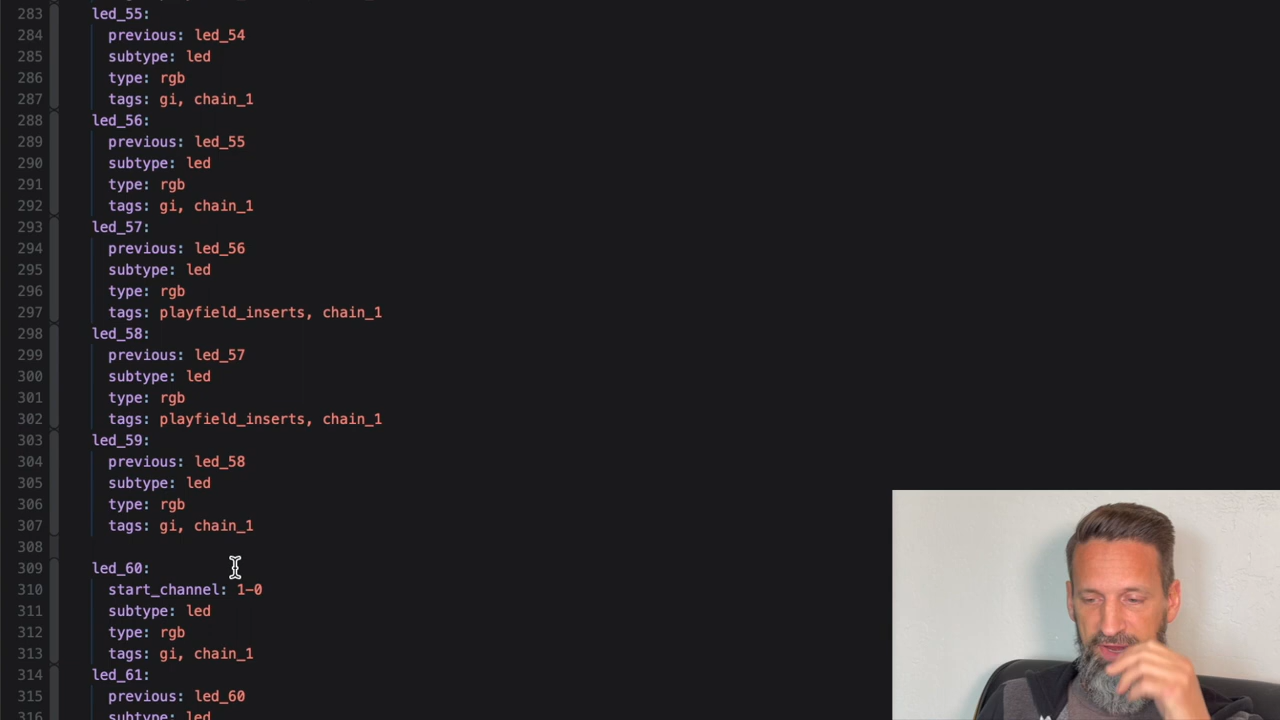 283 led_55:
284 previous: led_54
285 subtype: led
286 type: rgb
287 tags: gi, chain_1
288 led_56:
289 previous: led_55
290 subtype: led
291 type: rgb
292 tags: gi, chain_1
293 led_57:
294 previous: led_56
295 subtype: led
296 type: rgb
297 tags: playfield_inserts, chain_1
298 led_58:
299 previous: led_57
300 subtype: led
301 type: rgb
302 tags: playfield_inserts, chain_1
303 led_59:
304 previous: led_58
305 subtype: led
306 type: rgb
307 tags: gi, chain_1
308
309 led_60:
310 start_channel: 1-0
311 subtype: led
312 type: rgb
313 tags: gi, chain_1
314 led_61:
315 previous: led_60
316 subtype: led